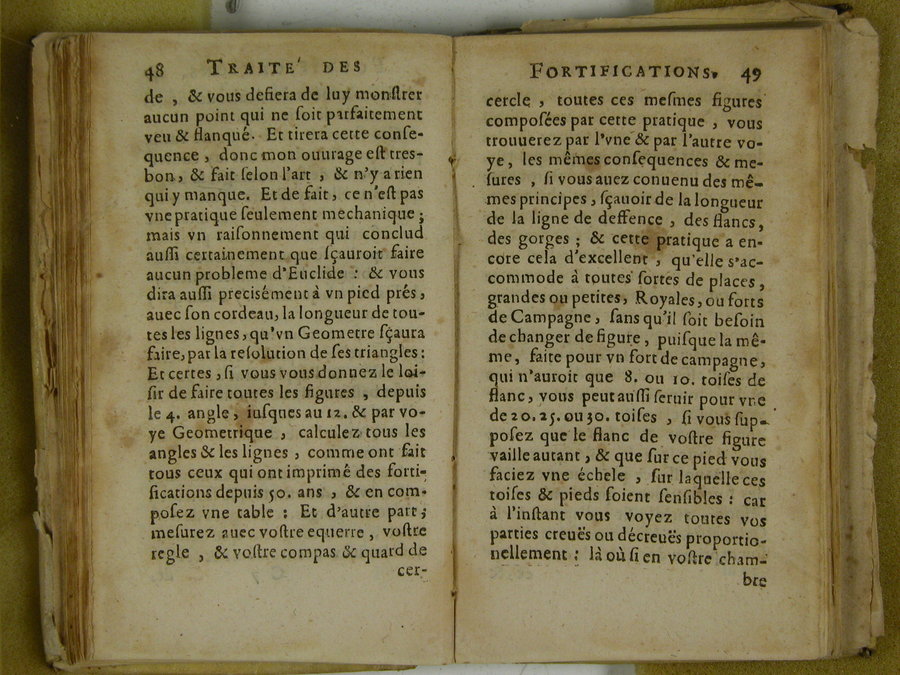 48 TRAITE' DES
de , & vous defiera de luy monſtrer
aucun point qui ne ſoit parfaitement
veu & flanqué. Et tirera cette conſe-
quence , donc mon ouurage eſt tres-
bon, & fait ſelon l'art , & n'y a rien
qui y manque. Et de fait, ce n'eſt pas
vne pratique ſeulement mechanique ;
mais vn raiſonnement qui conclud
auſſi certainement que ſçauroit faire
aucun probleme d'Euclide : & vous
dira auſſi precisément à vn pied prés,
auec ſon cordeau, la longueur de tou-
tes les lignes, qu'vn Geometre ſçaura
faire, par la reſolution de ſes triangles:
Et certes, ſi vous vous donnez le loi-
ſir de faire toutes les figures , depuis
le 4. angle, iuſques au 12. & par vo-
ye Geometrique , calculez tous les
angles & les lignes , comme ont fait
tous ceux qui ont imprimê des forti-
fications depuis 50. ans , & en com-
poſez vne table : Et d'autre part;
meſurez auec voſtre equerre, voſtre
regle , & voſtre compas & quard de
cer-
FORTIFICATIONS, 49
cercle , toutes ces meſmes figures
composées par cette pratique , vous
trouuerez par l'vne & par l'autre vo-
ye, les mêmes conſequences & me-
ſures , ſi vous auez conuenu des mê-
mes principes, ſçauoir de la longueur
de la ligne de deffence , des flancs,
des gorges ; & cette pratique a en-
core cela d'excellent , qu'elle s'ac-
commode à toutes ſortes de places,
grandes ou petites, Royales, ou forts
de Campagne, ſans qu'il ſoit beſoin
de changer de figure, puiſque la mê-
me, faite pour vn fort de campagne,
qui n'auroit que 8. ou 10. toiſes de
flanc, vous peut auſſi ſeruir pour vne
de 20. 25. ou 30. toiſes , ſi vous ſup-
poſez que le flanc de voſtre figure
vaille autant, & que ſur ce pied vous
faciez vne échele , ſur laquelle ces
toiſes & pieds ſoient ſenſibles : car
à l'inſtant vous voyez toutes vos
parties creuës ou décreuës proportio-
nellement : là où ſi en voſtre cham-
bre